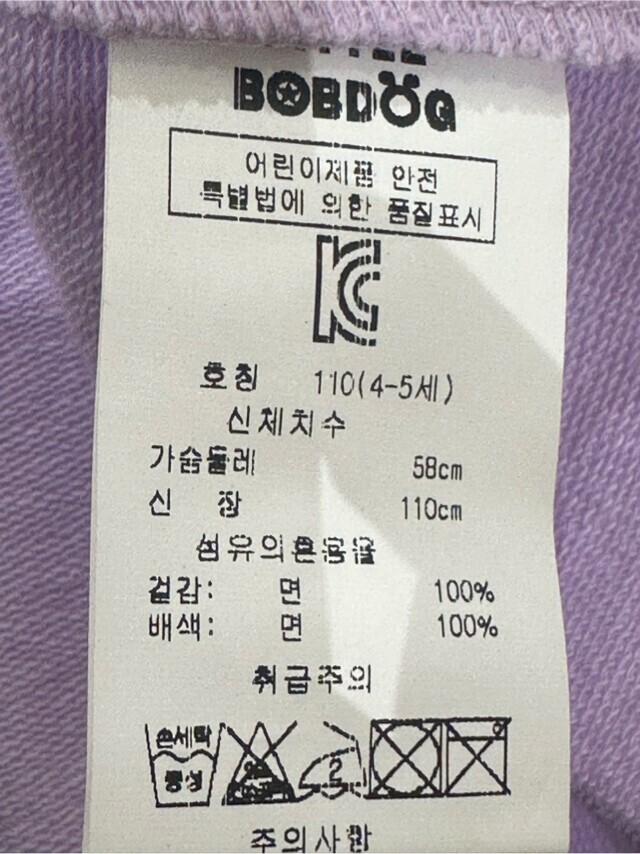 BOBDOG
어린이제품 안전
특별법에 의한 품질표시
호칭 110(4-5세)
신체치수
가슴둘레 58cm
신 장 110cm
섬유의혼용율
겉감: 면 100%
배색: 면 100%
취급주의
손세탁
중성
2
주의사항